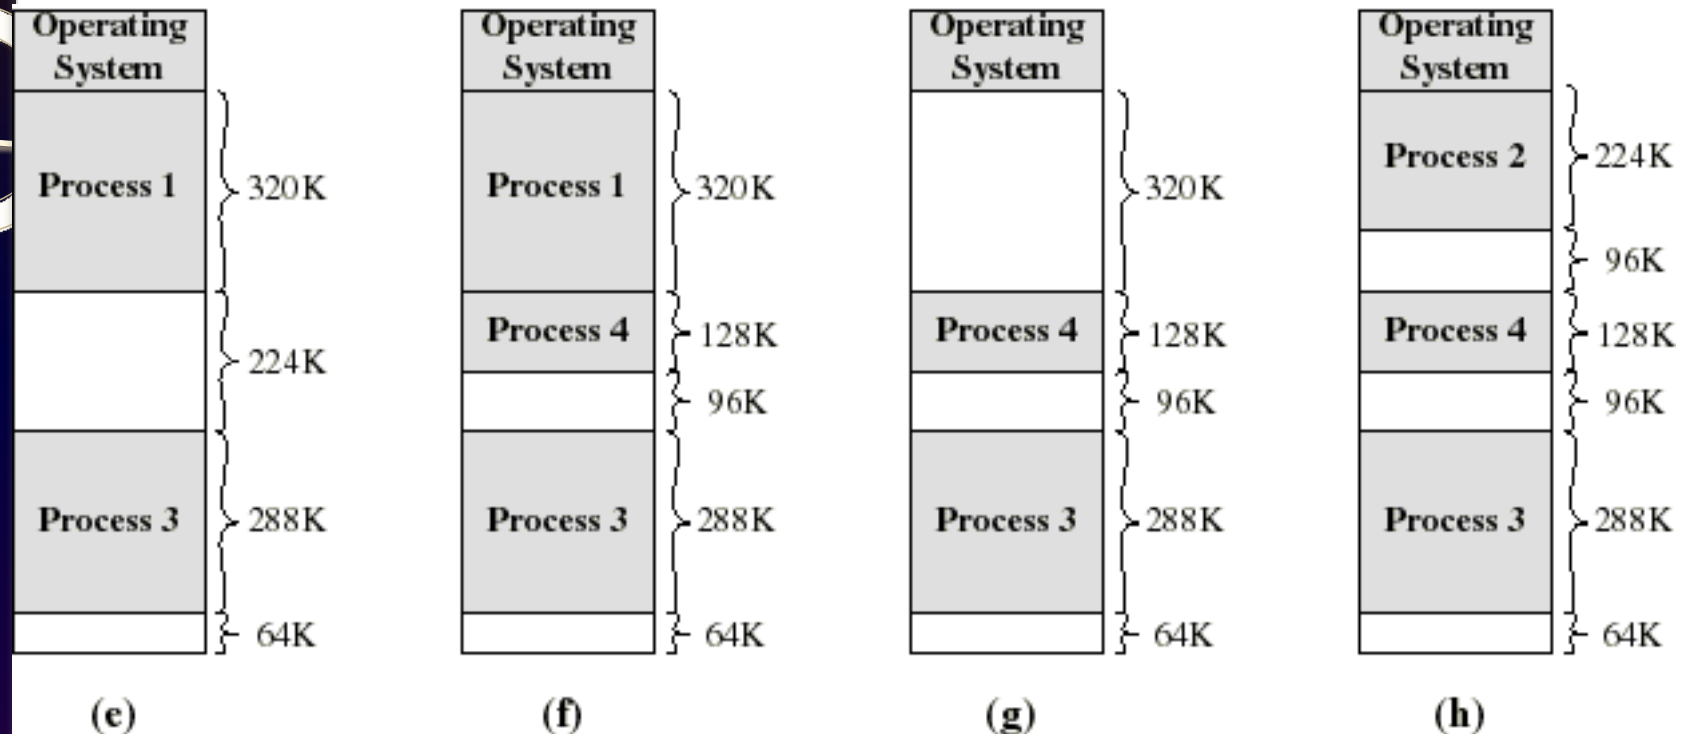 Operating
System
Process 1
320K
224K
Process 3
288K
64K
(e)
Operating
System
Process 1
320K
Process 4
128K
96K
Process 3
288K
64K
(f)
Operating
System
320K
Process 4
128K
96K
Process 3
288K
64K
(g)
Operating
System
Process 2
224K
96K
Process 4
128K
96K
Process 3
288K
64K
(h)